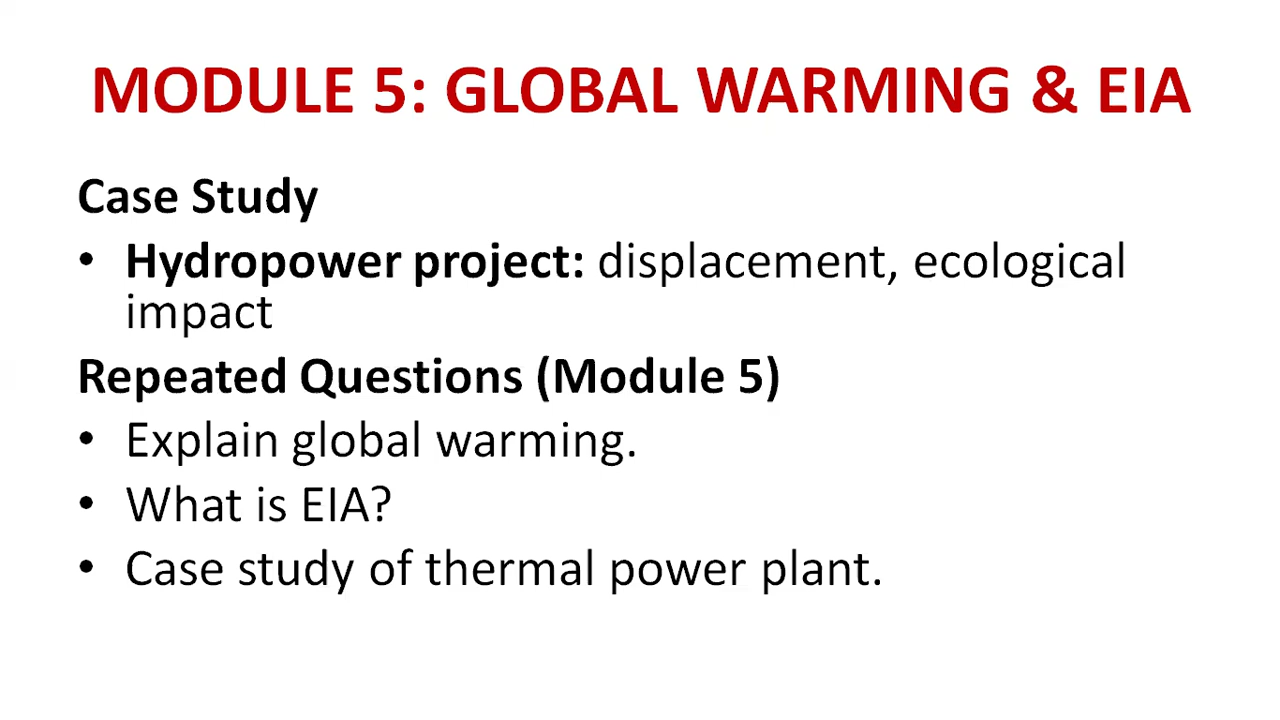 MODULE 5: GLOBAL WARMING & EIA
Case Study
• Hydropower project: displacement, ecological
impact
Repeated Questions (Module 5)
• Explain global warming.
• What is EIA?
• Case study of thermal power plant.